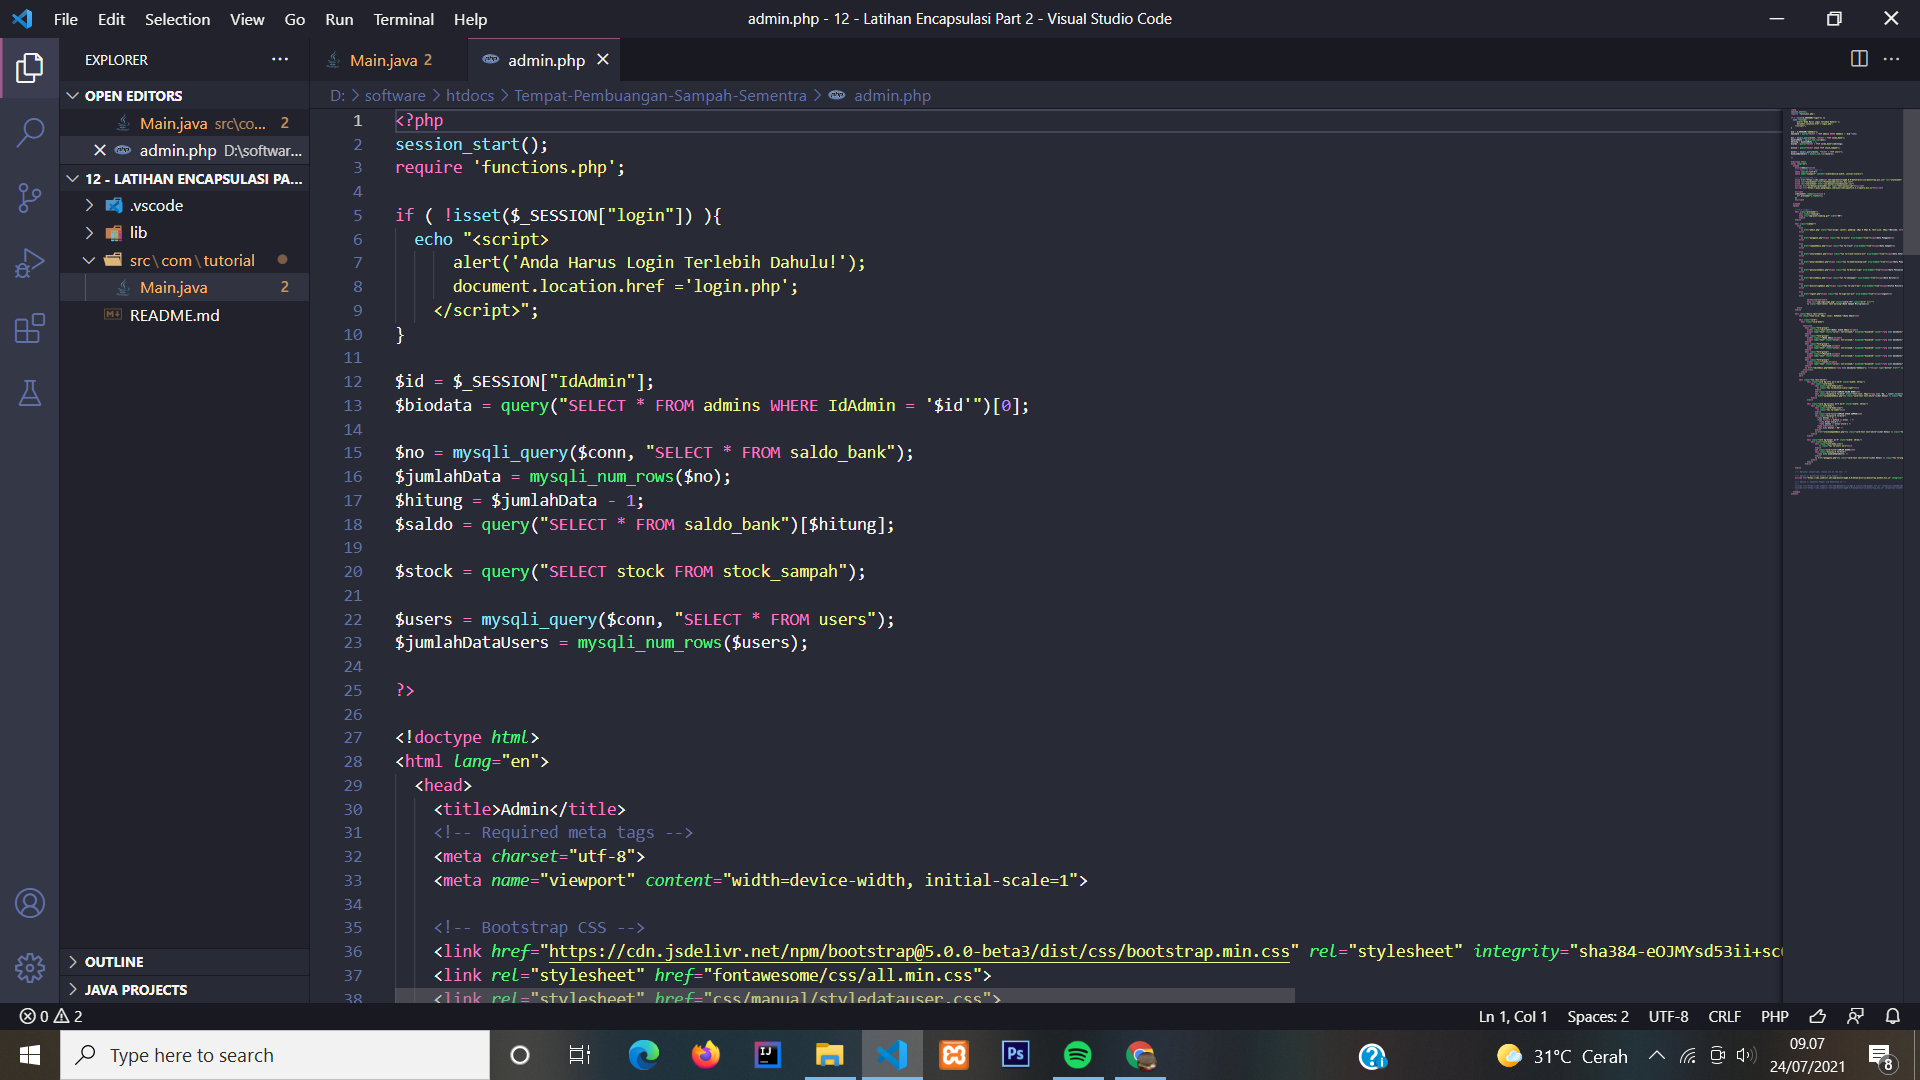 File Edit Selection View Go Run Terminal Help
admin.php - 12 - Latihan Encapsulasi Part 2 - Visual Studio Code
EXPLORER
OPEN EDITORS
Main.java src\co... 2
admin.php D:\softwar...
12 - LATIHAN ENCAPSULASI PA...
.vscode
lib
src\com\tutorial
Main.java 2
README.md
OUTLINE
JAVA PROJECTS
Main.java 2
admin.php
D: > software > htdocs > Tempat-Pembuangan-Sampah-Sementra > admin.php
1 <?php
2 session_start();
3 require 'functions.php';
4
5 if ( !isset($_SESSION["login"]) ){
6 echo "<script>
7 alert('Anda Harus Login Terlebih Dahulu!');
8 document.location.href ='login.php';
9 </script>";
10 }
11
12 $id = $_SESSION["IdAdmin"];
13 $biodata = query("SELECT * FROM admins WHERE IdAdmin = '$id'")[0];
14
15 $no = mysqli_query($conn, "SELECT * FROM saldo_bank");
16 $jumlahData = mysqli_num_rows($no);
17 $hitung = $jumlahData - 1;
18 $saldo = query("SELECT * FROM saldo_bank")[$hitung];
19
20 $stock = query("SELECT stock FROM stock_sampah");
21
22 $users = mysqli_query($conn, "SELECT * FROM users");
23 $jumlahDataUsers = mysqli_num_rows($users);
24
25 ?>
26
27 <!doctype html>
28 <html lang="en">
29 <head>
30 <title>Admin</title>
31 <!-- Required meta tags -->
32 <meta charset="utf-8">
33 <meta name="viewport" content="width=device-width, initial-scale=1">
34
35 <!-- Bootstrap CSS -->
36 <link href="https://cdn.jsdelivr.net/npm/bootstrap@5.0.0-beta3/dist/css/bootstrap.min.css" rel="stylesheet" integrity="sha384-eOJMYsd53ii+sc
37 <link rel="stylesheet" href="fontawesome/css/all.min.css">
38 <link rel="stylesheet" href="css/manual/styledatauser.css">
0 2
Ln 1, Col 1 Spaces: 2 UTF-8 CRLF PHP
Type here to search
IJ
Ps
31°C Cerah
09.07
24/07/2021
8